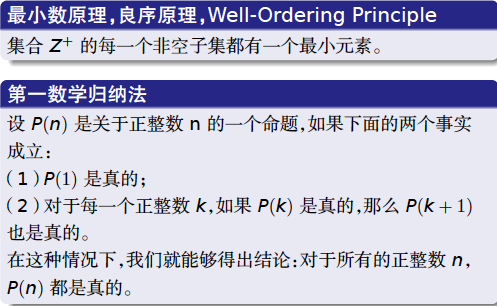 最小数原理,良序原理,Well-Ordering Principle
集合 Z⁺ 的每一个非空子集都有一个最小元素。
第一数学归纳法
设 P(n) 是关于正整数 n 的一个命题,如果下面的两个事实
成立:
(1)P(1) 是真的;
(2)对于每一个正整数 k,如果 P(k) 是真的,那么 P(k + 1)
也是真的。
在这种情况下,我们就能够得出结论:对于所有的正整数 n,
P(n) 都是真的。